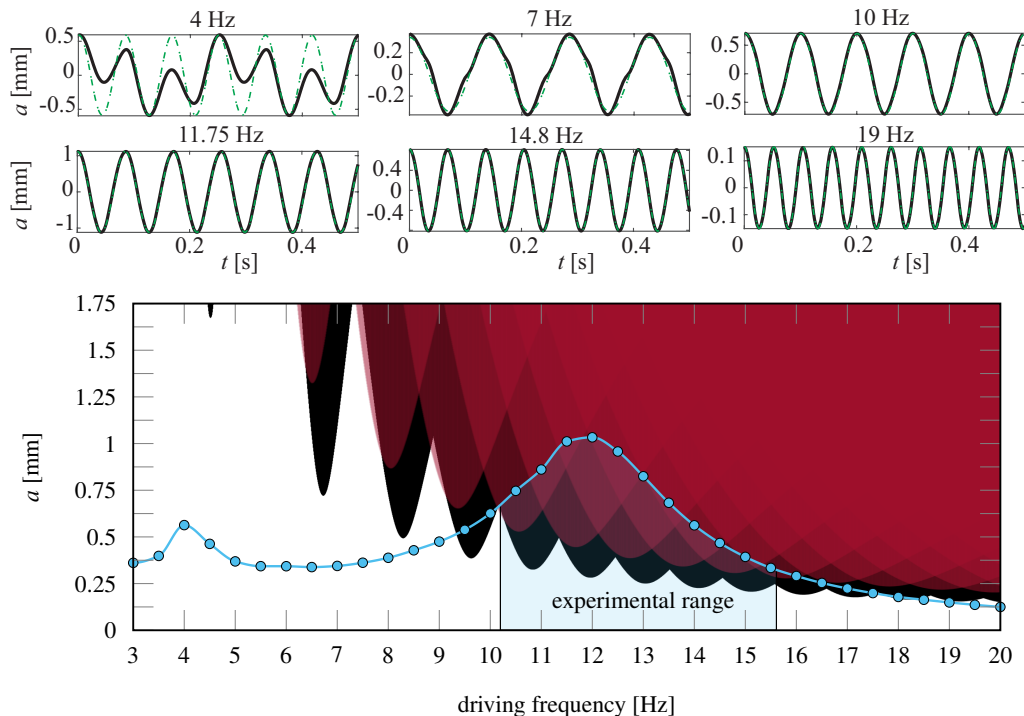 4 Hz 7 Hz 10 Hz
a [mm] 0.5 0 -0.5 0.2 0 -0.2 0.5 0 -0.5
11.75 Hz 14.8 Hz 19 Hz
a [mm] 1 0 -1 0.4 0 -0.4 0.1 0 -0.1
0 0.2 0.4 0 0.2 0.4 0 0.2 0.4
t [s] t [s] t [s]
1.75
1.5
1.25
1
0.75
0.5
0.25
0
a [mm]
experimental range
3 4 5 6 7 8 9 10 11 12 13 14 15 16 17 18 19 20
driving frequency [Hz]